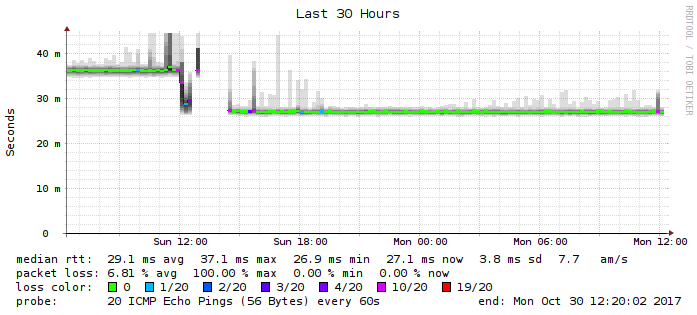 Last 30 Hours
RRDTOOL / TOBI OETIKER
Seconds
40 m
30 m
20 m
10 m
0
Sun 12:00 Sun 18:00 Mon 00:00 Mon 06:00 Mon 12:00
median rtt: 29.1 ms avg 37.1 ms max 26.9 ms min 27.1 ms now 3.8 ms sd 7.7 am/s
packet loss: 6.81 % avg 100.00 % max 0.00 % min 0.00 % now
loss color: 0 1/20 2/20 3/20 4/20 10/20 19/20
probe: 20 ICMP Echo Pings (56 Bytes) every 60s end: Mon Oct 30 12:20:02 2017